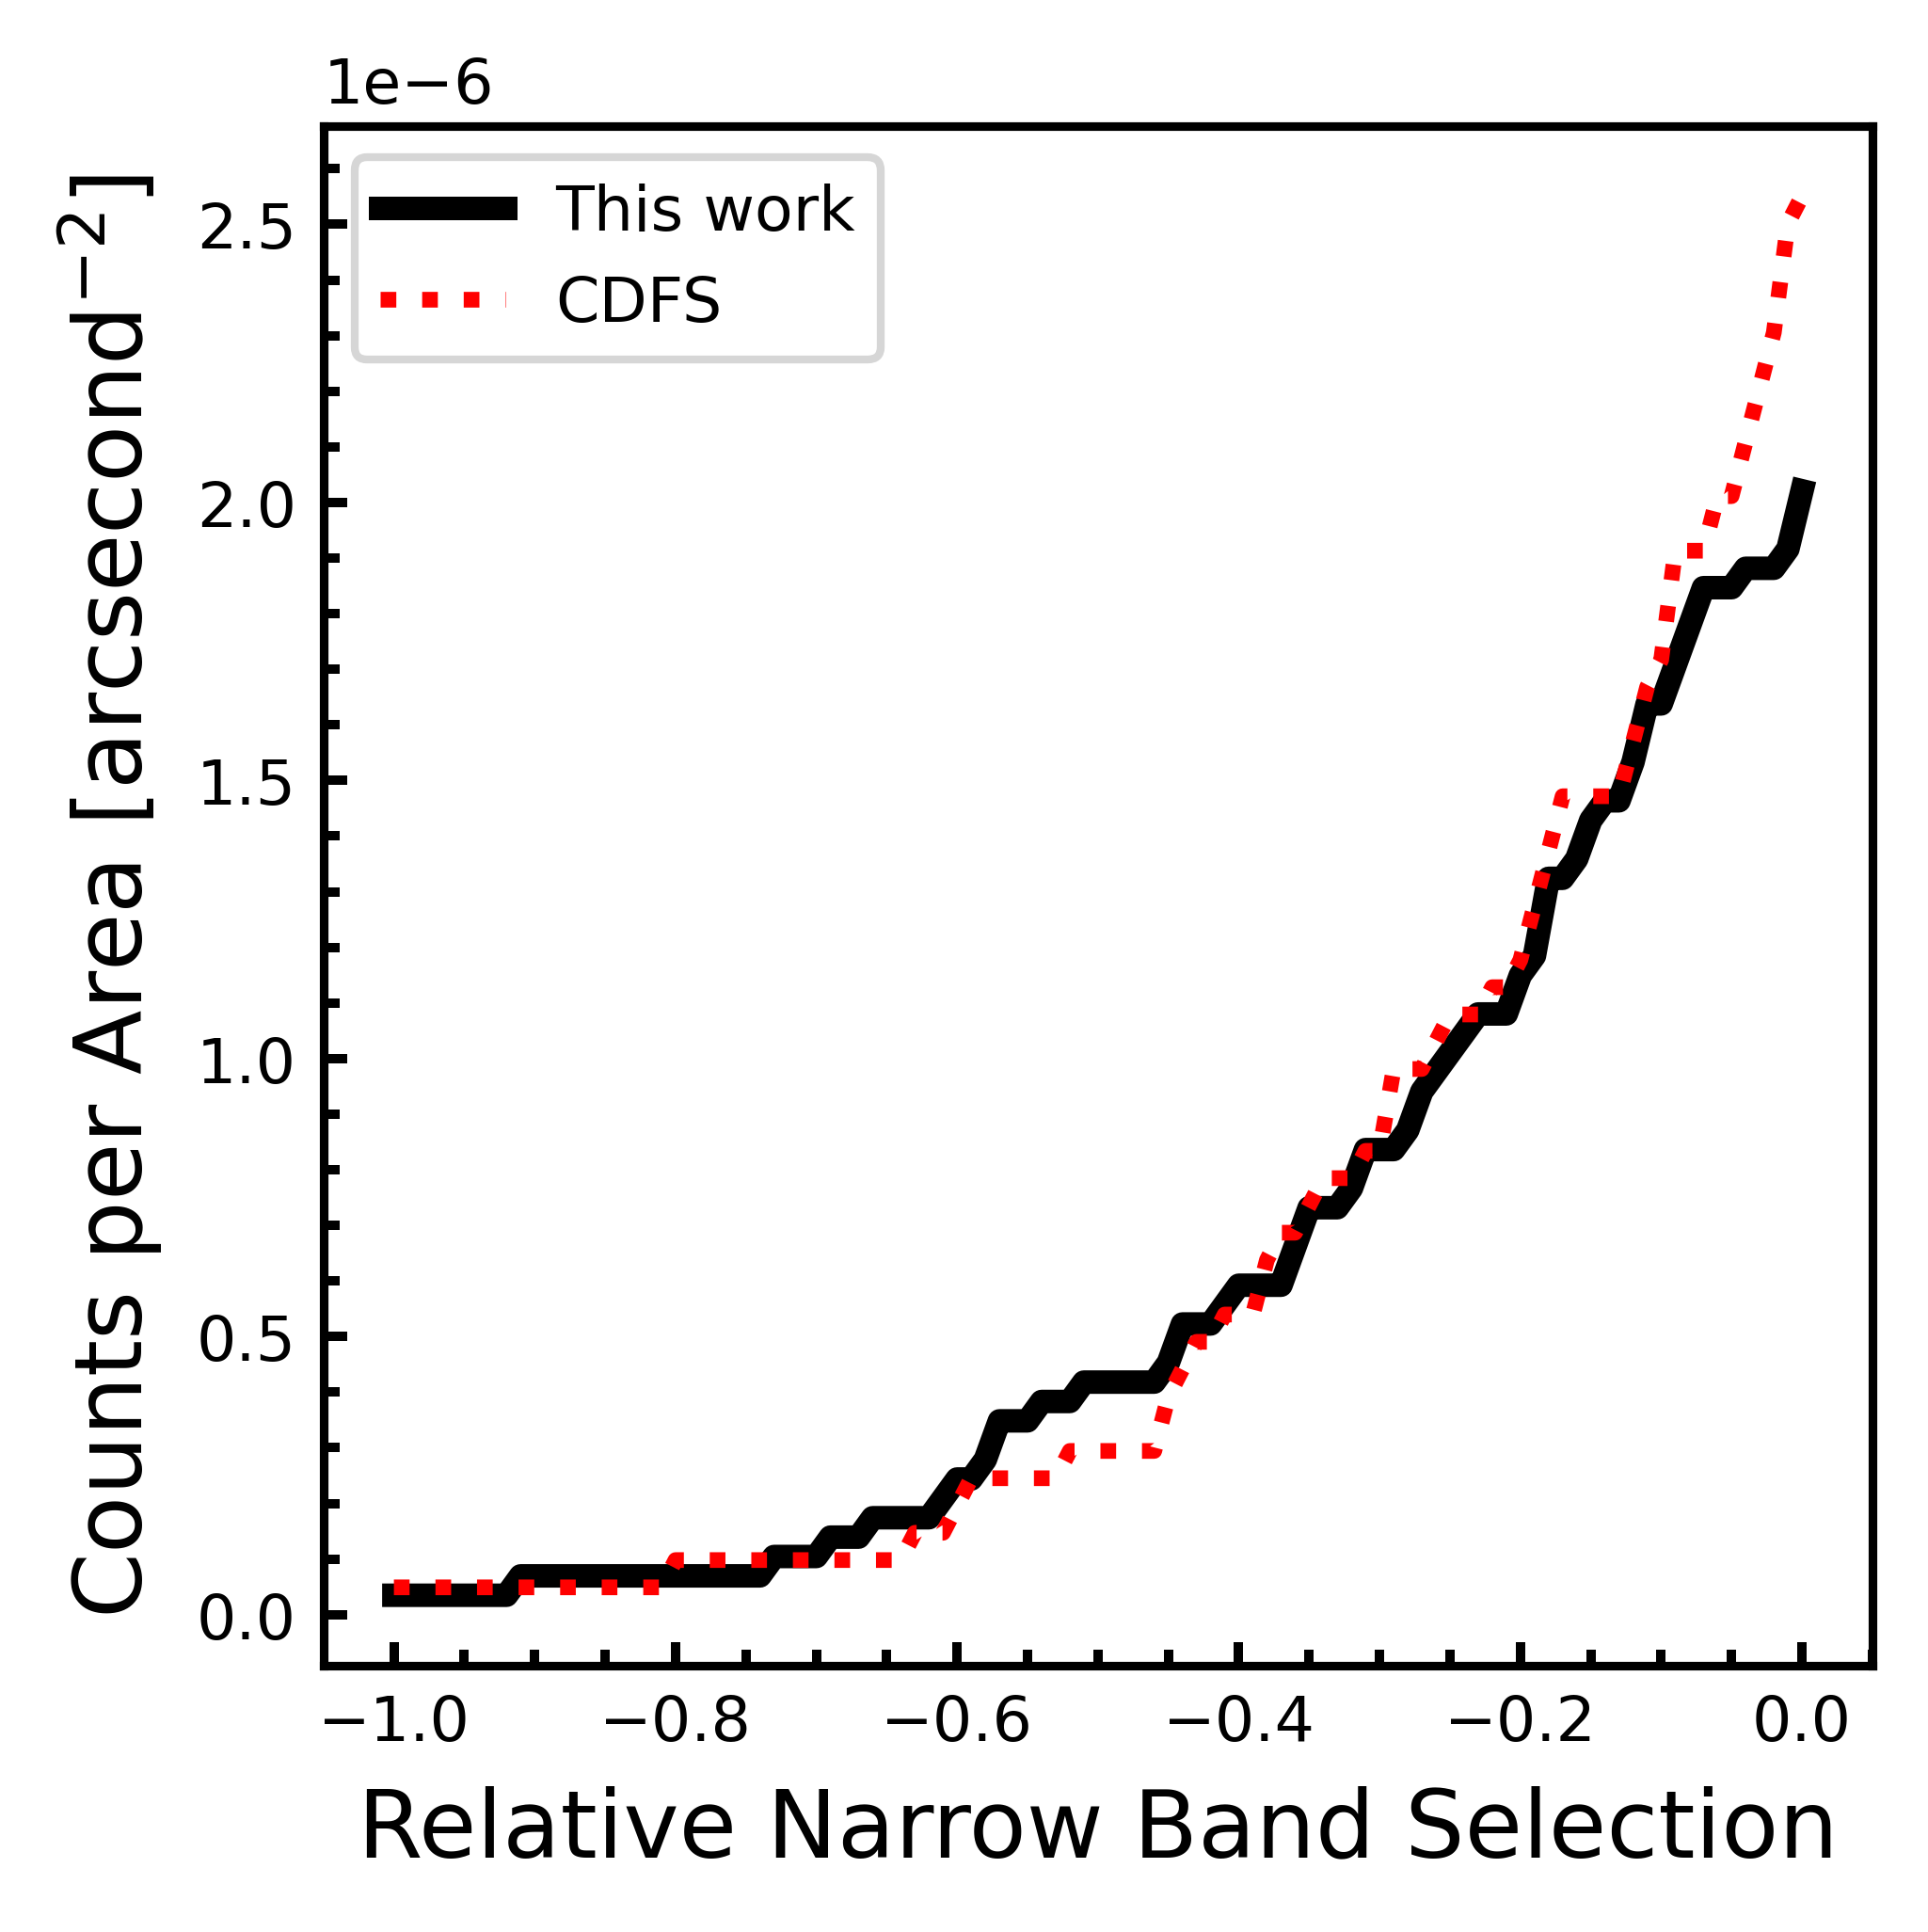 1e−6
This work
CDFS
2.5
2.0
1.5
1.0
0.5
0.0
Counts per Area [arcsecond⁻²]
−1.0 −0.8 −0.6 −0.4 −0.2 0.0
Relative Narrow Band Selection